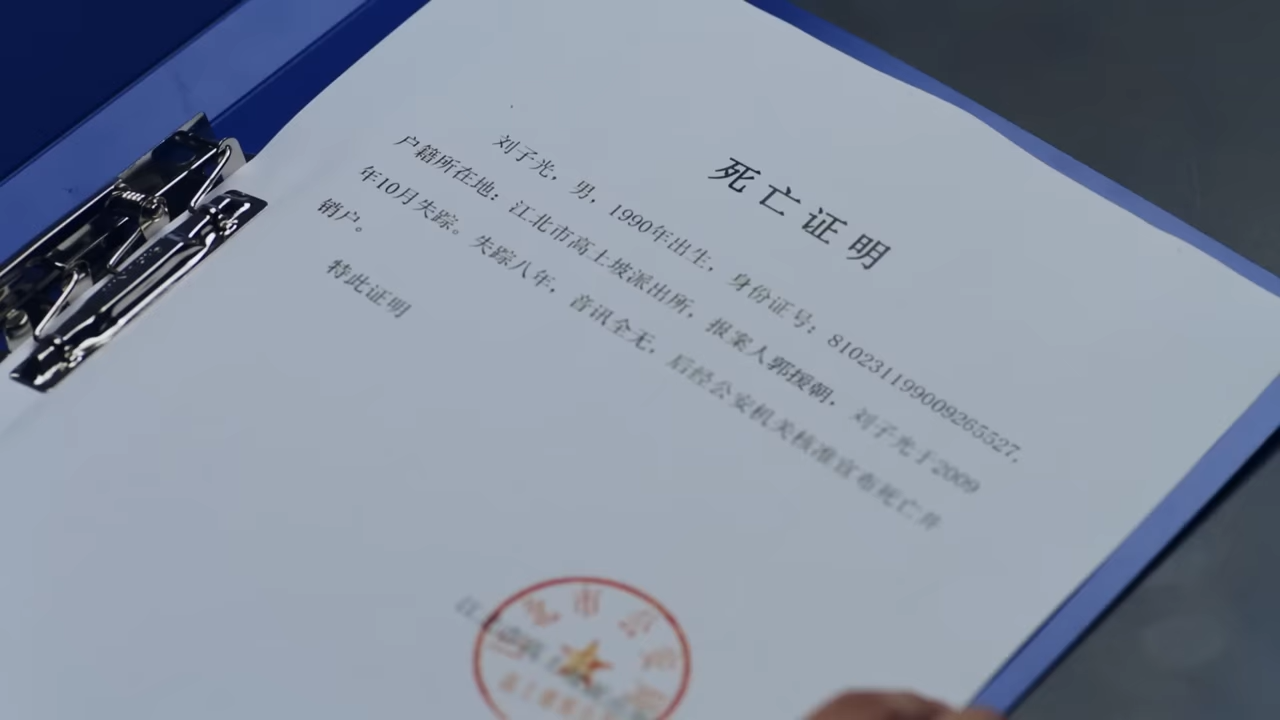 死亡证明
刘子光，男，1990年出生，身份证号：810231199009265527，
户籍所在地：江北市高土坡派出所，报案人郭援朝，刘子光于2009
年10月失踪。失踪八年，音讯全无，后经公安机关核准宣布死亡并
销户。
特此证明